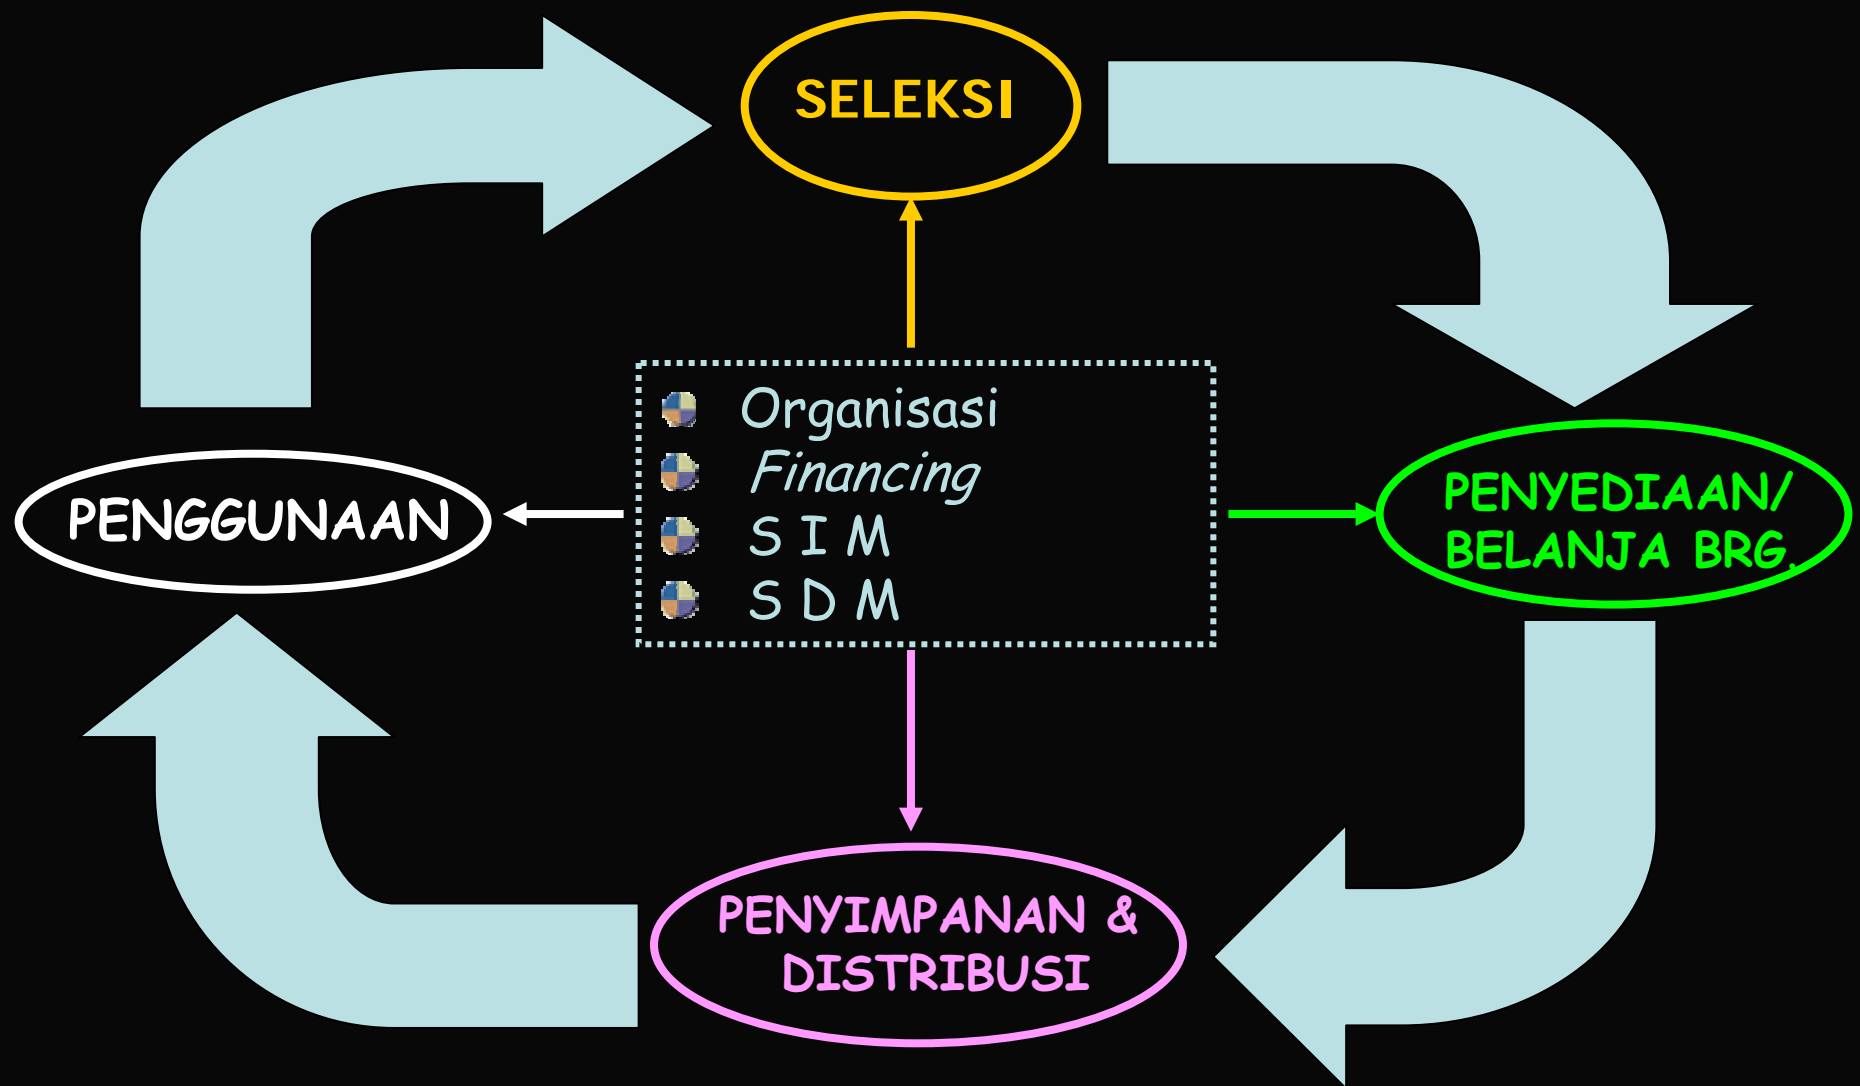 SELEKSI
Organisasi
Financing
S I M
S D M
PENGGUNAAN
PENYEDIAAN/
BELANJA BRG.
PENYIMPANAN &
DISTRIBUSI